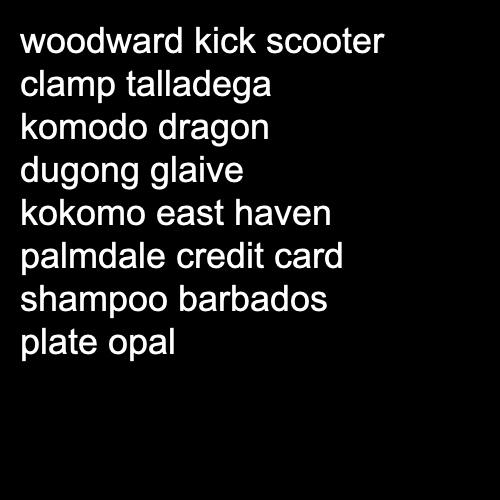 woodward kick scooter
clamp talladega
komodo dragon
dugong glaive
kokomo east haven
palmdale credit card
shampoo barbados
plate opal